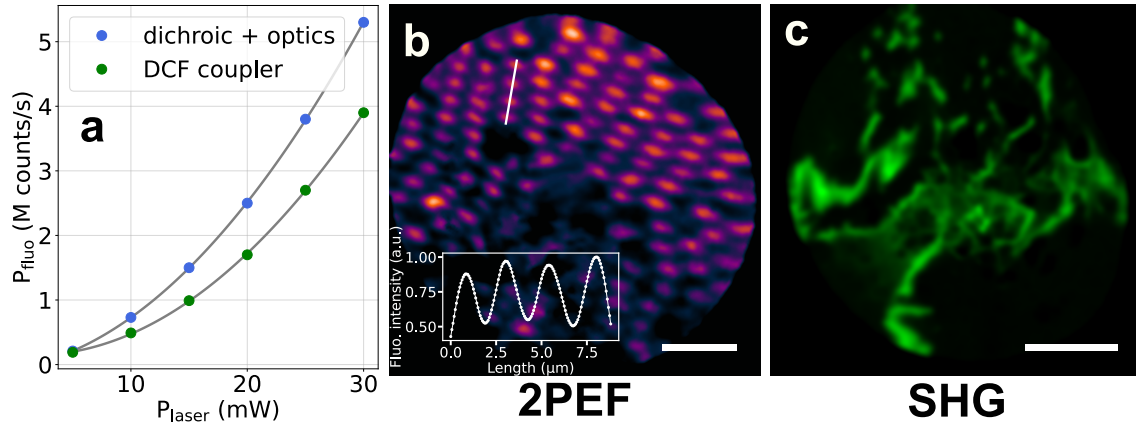 a
P_fluo (M counts/s)
5
4
3
2
1
0
10
20
30
P_laser (mW)
dichroic + optics
DCF coupler
b
Fluo. intensity (a.u.)
1.00
0.75
0.50
0.0
2.5
5.0
7.5
Length (µm)
2PEF
c
SHG